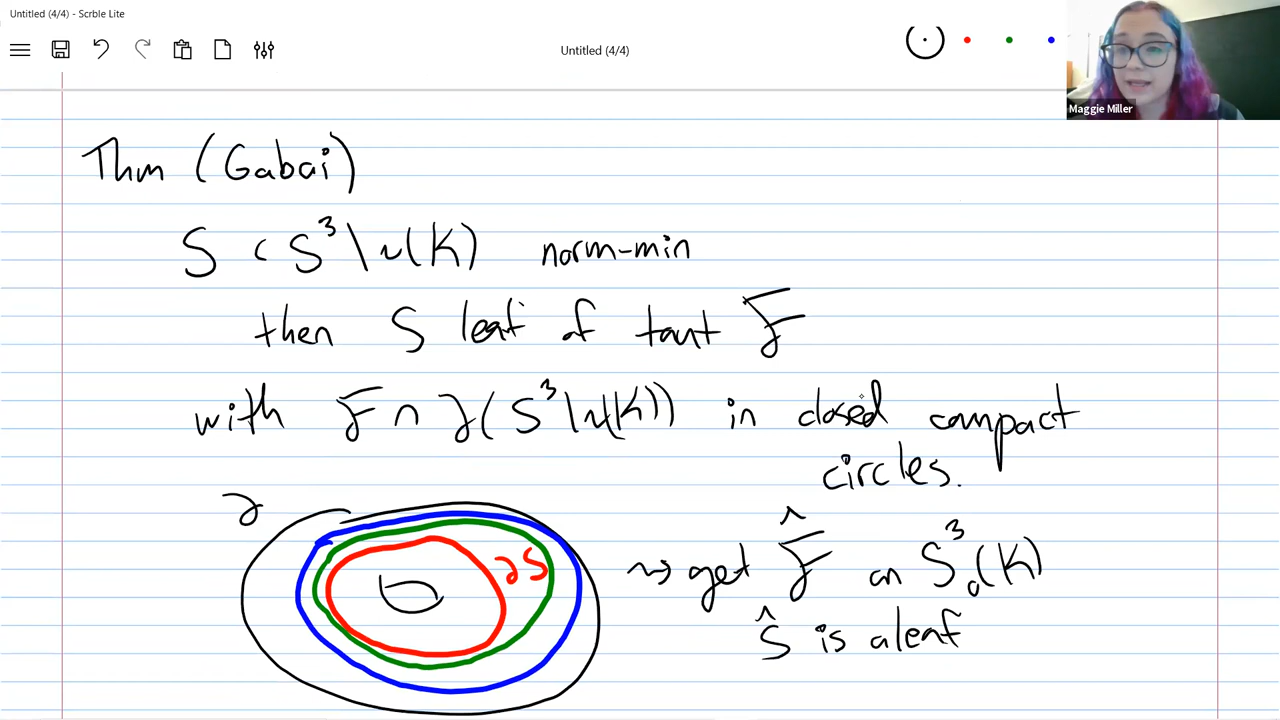 Untitled (4/4) - Scrble Lite
Untitled (4/4)
Maggie Miller
Thm (Gabai)
S ⊂ S³ \ ν(K) norm-min
then S leaf of taut F
with F ∩ ∂(S³ \ ν(K)) in closed compact
circles.
∂
∂S
⇝ get F̂ on S³₀(K)
Ŝ is a leaf